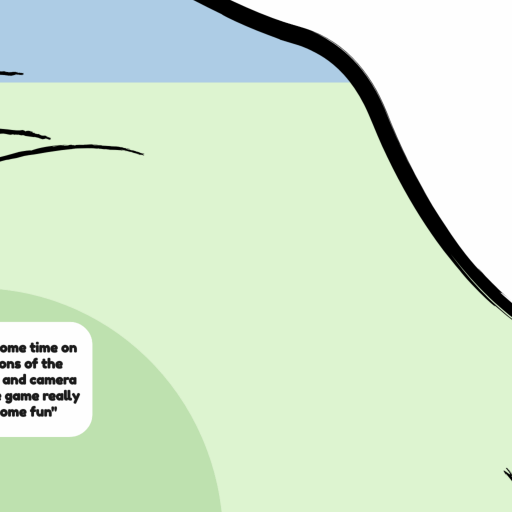 ome time on
ons of the
and camera
game really
ome fun"